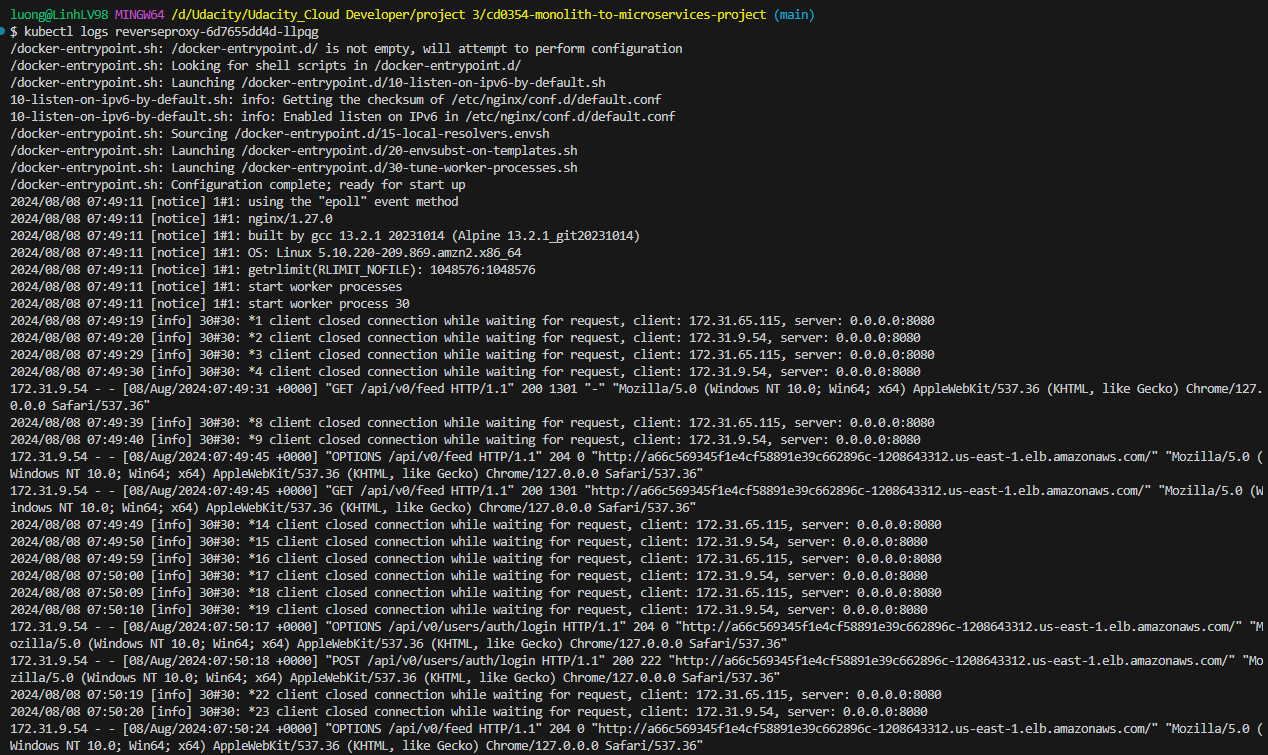 luong@LinhLV98 MINGW64 /d/Udacity/Udacity_Cloud Developer/project 3/cd0354-monolith-to-microservices-project (main)
$ kubectl logs reverseproxy-6d7655dd4d-llpqg
/docker-entrypoint.sh: /docker-entrypoint.d/ is not empty, will attempt to perform configuration
/docker-entrypoint.sh: Looking for shell scripts in /docker-entrypoint.d/
/docker-entrypoint.sh: Launching /docker-entrypoint.d/10-listen-on-ipv6-by-default.sh
10-listen-on-ipv6-by-default.sh: info: Getting the checksum of /etc/nginx/conf.d/default.conf
10-listen-on-ipv6-by-default.sh: info: Enabled listen on IPv6 in /etc/nginx/conf.d/default.conf
/docker-entrypoint.sh: Sourcing /docker-entrypoint.d/15-local-resolvers.envsh
/docker-entrypoint.sh: Launching /docker-entrypoint.d/20-envsubst-on-templates.sh
/docker-entrypoint.sh: Launching /docker-entrypoint.d/30-tune-worker-processes.sh
/docker-entrypoint.sh: Configuration complete; ready for start up
2024/08/08 07:49:11 [notice] 1#1: using the "epoll" event method
2024/08/08 07:49:11 [notice] 1#1: nginx/1.27.0
2024/08/08 07:49:11 [notice] 1#1: built by gcc 13.2.1 20231014 (Alpine 13.2.1_git20231014)
2024/08/08 07:49:11 [notice] 1#1: OS: Linux 5.10.220-209.869.amzn2.x86_64
2024/08/08 07:49:11 [notice] 1#1: getrlimit(RLIMIT_NOFILE): 1048576:1048576
2024/08/08 07:49:11 [notice] 1#1: start worker processes
2024/08/08 07:49:11 [notice] 1#1: start worker process 30
2024/08/08 07:49:19 [info] 30#30: *1 client closed connection while waiting for request, client: 172.31.65.115, server: 0.0.0.0:8080
2024/08/08 07:49:20 [info] 30#30: *2 client closed connection while waiting for request, client: 172.31.9.54, server: 0.0.0.0:8080
2024/08/08 07:49:29 [info] 30#30: *3 client closed connection while waiting for request, client: 172.31.65.115, server: 0.0.0.0:8080
2024/08/08 07:49:30 [info] 30#30: *4 client closed connection while waiting for request, client: 172.31.9.54, server: 0.0.0.0:8080
172.31.9.54 - - [08/Aug/2024:07:49:31 +0000] "GET /api/v0/feed HTTP/1.1" 200 1301 "-" "Mozilla/5.0 (Windows NT 10.0; Win64; x64) AppleWebKit/537.36 (KHTML, like Gecko) Chrome/127.
0.0.0 Safari/537.36"
2024/08/08 07:49:39 [info] 30#30: *8 client closed connection while waiting for request, client: 172.31.65.115, server: 0.0.0.0:8080
2024/08/08 07:49:40 [info] 30#30: *9 client closed connection while waiting for request, client: 172.31.9.54, server: 0.0.0.0:8080
172.31.9.54 - - [08/Aug/2024:07:49:45 +0000] "OPTIONS /api/v0/feed HTTP/1.1" 204 0 "http://a66c569345f1e4cf58891e39c662896c-1208643312.us-east-1.elb.amazonaws.com/" "Mozilla/5.0 (
Windows NT 10.0; Win64; x64) AppleWebKit/537.36 (KHTML, like Gecko) Chrome/127.0.0.0 Safari/537.36"
172.31.9.54 - - [08/Aug/2024:07:49:45 +0000] "GET /api/v0/feed HTTP/1.1" 200 1301 "http://a66c569345f1e4cf58891e39c662896c-1208643312.us-east-1.elb.amazonaws.com/" "Mozilla/5.0 (W
indows NT 10.0; Win64; x64) AppleWebKit/537.36 (KHTML, like Gecko) Chrome/127.0.0.0 Safari/537.36"
2024/08/08 07:49:49 [info] 30#30: *14 client closed connection while waiting for request, client: 172.31.65.115, server: 0.0.0.0:8080
2024/08/08 07:49:50 [info] 30#30: *15 client closed connection while waiting for request, client: 172.31.9.54, server: 0.0.0.0:8080
2024/08/08 07:49:59 [info] 30#30: *16 client closed connection while waiting for request, client: 172.31.65.115, server: 0.0.0.0:8080
2024/08/08 07:50:00 [info] 30#30: *17 client closed connection while waiting for request, client: 172.31.9.54, server: 0.0.0.0:8080
2024/08/08 07:50:09 [info] 30#30: *18 client closed connection while waiting for request, client: 172.31.65.115, server: 0.0.0.0:8080
2024/08/08 07:50:10 [info] 30#30: *19 client closed connection while waiting for request, client: 172.31.9.54, server: 0.0.0.0:8080
172.31.9.54 - - [08/Aug/2024:07:50:17 +0000] "OPTIONS /api/v0/users/auth/login HTTP/1.1" 204 0 "http://a66c569345f1e4cf58891e39c662896c-1208643312.us-east-1.elb.amazonaws.com/" "M
ozilla/5.0 (Windows NT 10.0; Win64; x64) AppleWebKit/537.36 (KHTML, like Gecko) Chrome/127.0.0.0 Safari/537.36"
172.31.9.54 - - [08/Aug/2024:07:50:18 +0000] "POST /api/v0/users/auth/login HTTP/1.1" 200 222 "http://a66c569345f1e4cf58891e39c662896c-1208643312.us-east-1.elb.amazonaws.com/" "Mo
zilla/5.0 (Windows NT 10.0; Win64; x64) AppleWebKit/537.36 (KHTML, like Gecko) Chrome/127.0.0.0 Safari/537.36"
2024/08/08 07:50:19 [info] 30#30: *22 client closed connection while waiting for request, client: 172.31.65.115, server: 0.0.0.0:8080
2024/08/08 07:50:20 [info] 30#30: *23 client closed connection while waiting for request, client: 172.31.9.54, server: 0.0.0.0:8080
172.31.9.54 - - [08/Aug/2024:07:50:24 +0000] "OPTIONS /api/v0/feed HTTP/1.1" 204 0 "http://a66c569345f1e4cf58891e39c662896c-1208643312.us-east-1.elb.amazonaws.com/" "Mozilla/5.0 (
Windows NT 10.0; Win64; x64) AppleWebKit/537.36 (KHTML, like Gecko) Chrome/127.0.0.0 Safari/537.36"